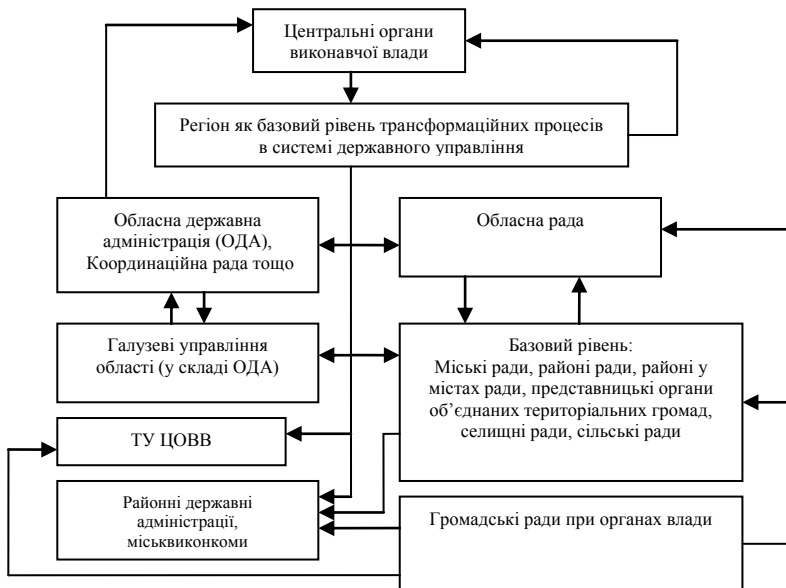 Центральні органи
виконавчої влади
Регіон як базовий рівень трансформаційних процесів
в системі державного управління
Обласна державна
адміністрація (ОДА),
Координаційна рада тощо
Обласна рада
Галузеві управління
області (у складі ОДА)
Базовий рівень:
Міські ради, районі ради, районі у
містах ради, представницькі органи
об’єднаних територіальних громад,
селищні ради, сільські ради
ТУ ЦОВВ
Районні державні
адміністрації,
міськвиконкоми
Громадські ради при органах влади